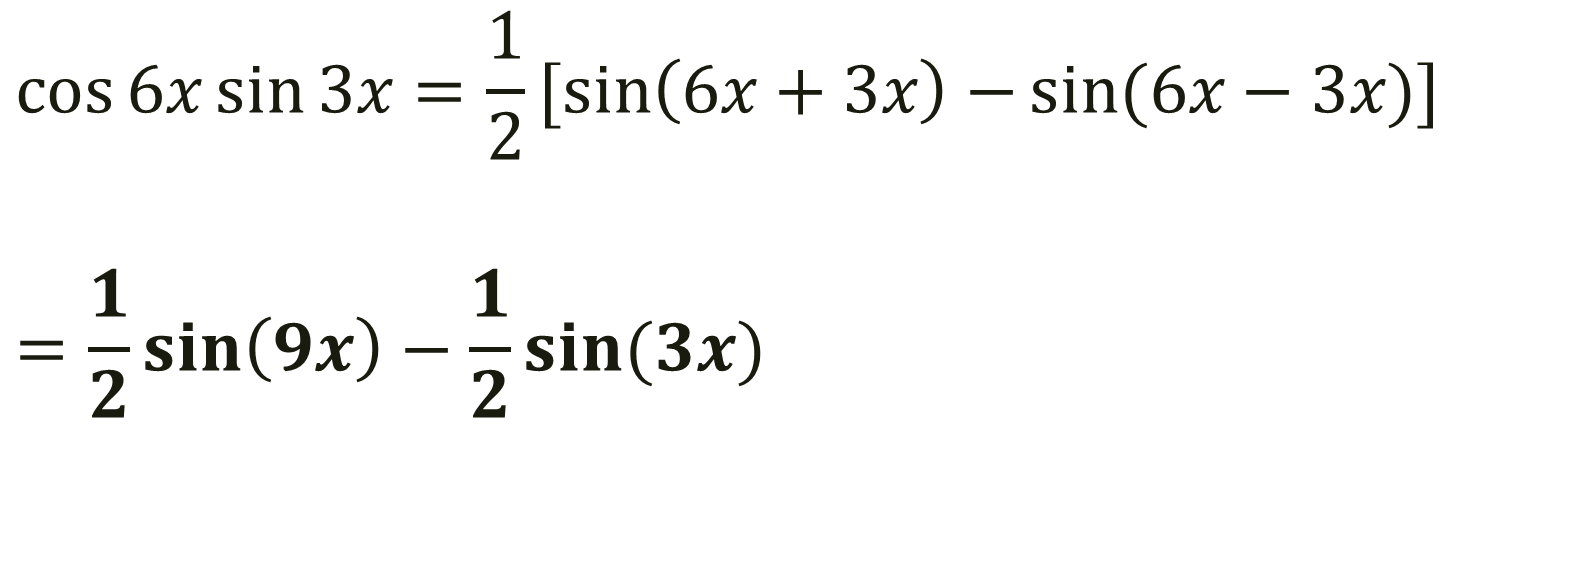 cos 6x sin 3x = 1/2 [sin(6x + 3x) − sin(6x − 3x)]
= 1/2 sin(9x) − 1/2 sin(3x)